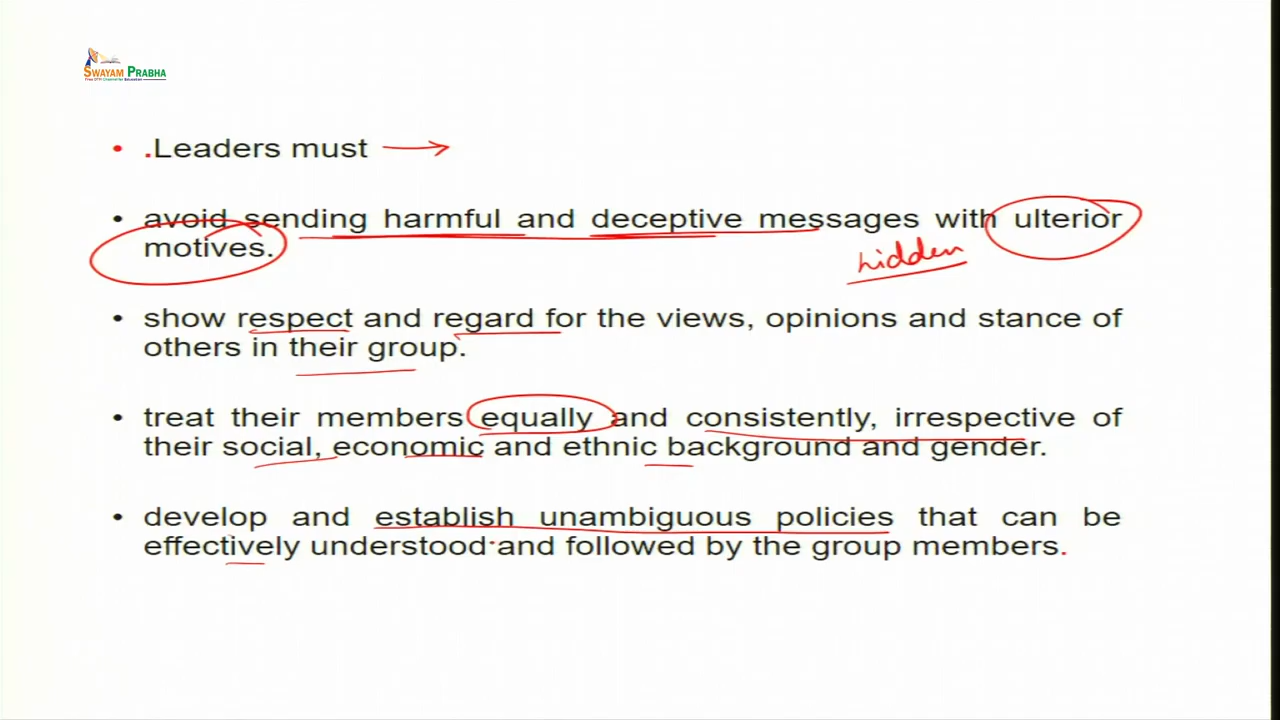 SWAYAM PRABHA
• .Leaders must →
• avoid sending harmful and deceptive messages with ulterior
motives.
hidden
• show respect and regard for the views, opinions and stance of
others in their group.
• treat their members equally and consistently, irrespective of
their social, economic and ethnic background and gender.
• develop and establish unambiguous policies that can be
effectively understood and followed by the group members.